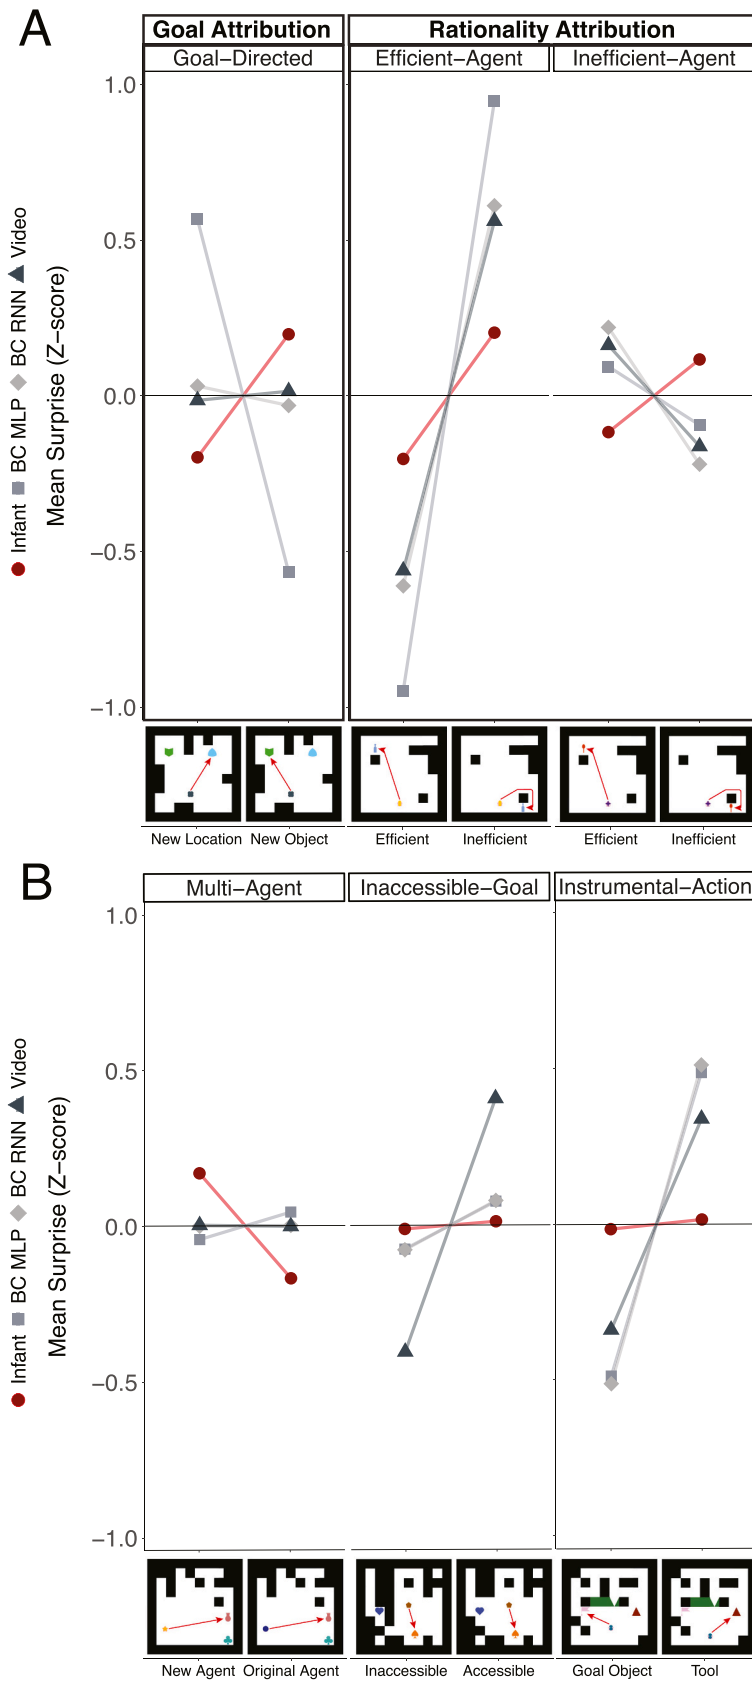 A
Goal Attribution
Rationality Attribution
Goal–Directed
Efficient–Agent
Inefficient–Agent
Infant BC MLP BC RNN Video
Mean Surprise (Z–score)
1.0
0.5
0.0
−0.5
−1.0
New Location
New Object
Efficient
Inefficient
Efficient
Inefficient
B
Multi–Agent
Inaccessible–Goal
Instrumental–Action
Infant BC MLP BC RNN Video
Mean Surprise (Z–score)
1.0
0.5
0.0
−0.5
−1.0
New Agent
Original Agent
Inaccessible
Accessible
Goal Object
Tool